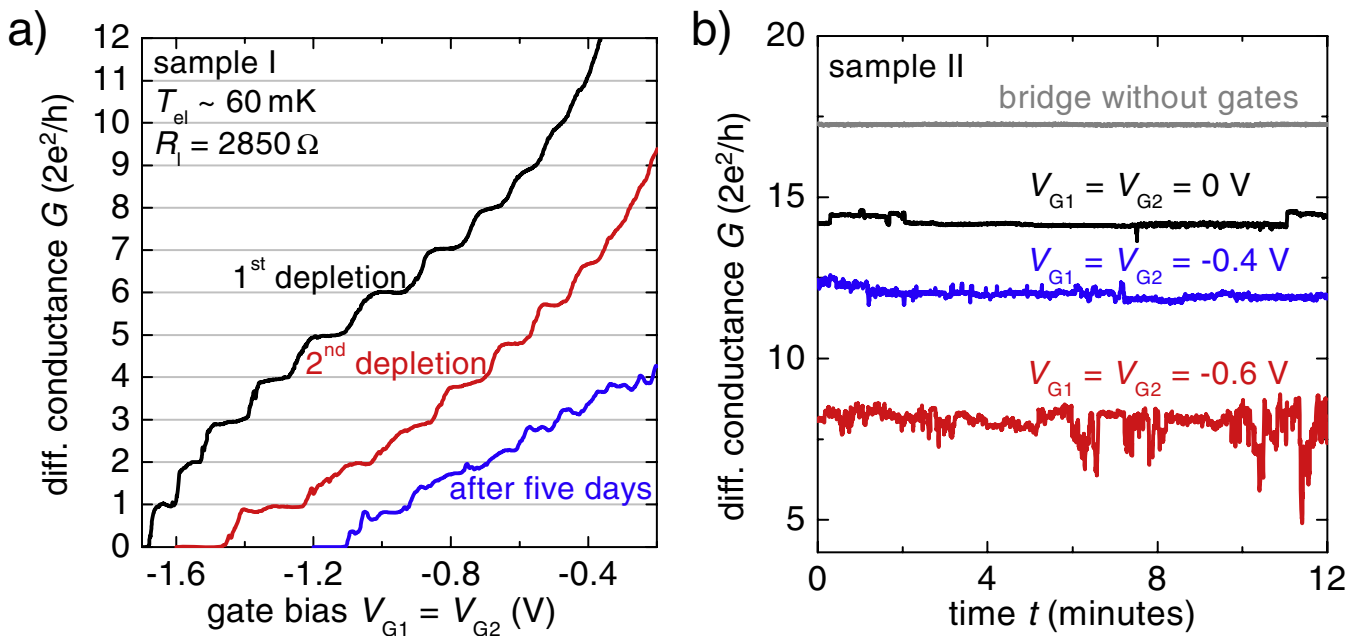 a)
sample I
T_el ~ 60 mK
R_l = 2850 Ω
1st depletion
2nd depletion
after five days
12
11
10
9
8
7
6
5
4
3
2
1
0
diff. conductance G (2e²/h)
-1.6 -1.2 -0.8 -0.4
gate bias V_G1 = V_G2 (V)
b)
sample II
bridge without gates
V_G1 = V_G2 = 0 V
V_G1 = V_G2 = -0.4 V
V_G1 = V_G2 = -0.6 V
20
15
10
5
diff. conductance G (2e²/h)
0 4 8 12
time t (minutes)